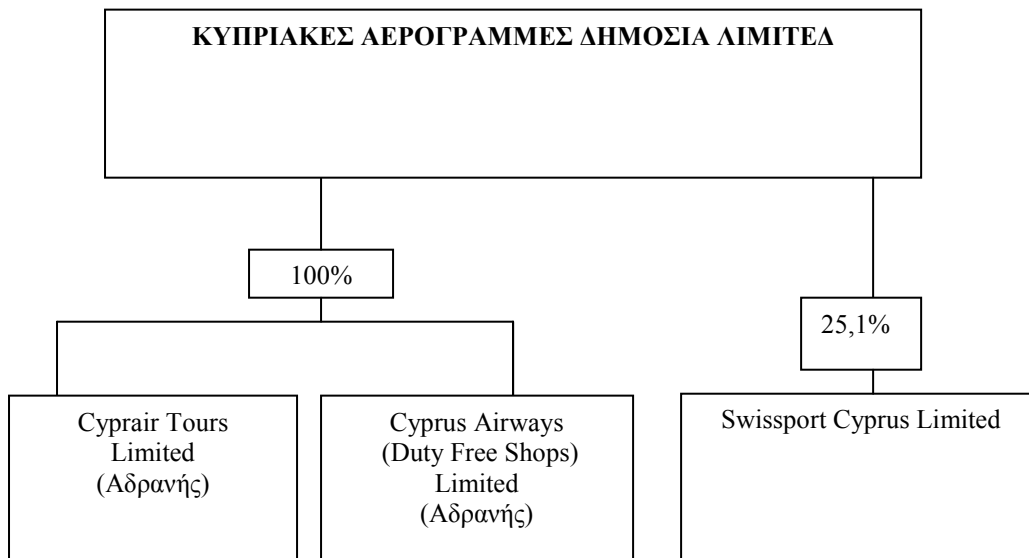 ΚΥΠΡΙΑΚΕΣ ΑΕΡΟΓΡΑΜΜΕΣ ΔΗΜΟΣΙΑ ΛΙΜΙΤΕΔ
100%
25,1%
Cyprair Tours
Limited
(Αδρανής)
Cyprus Airways
(Duty Free Shops)
Limited
(Αδρανής)
Swissport Cyprus Limited